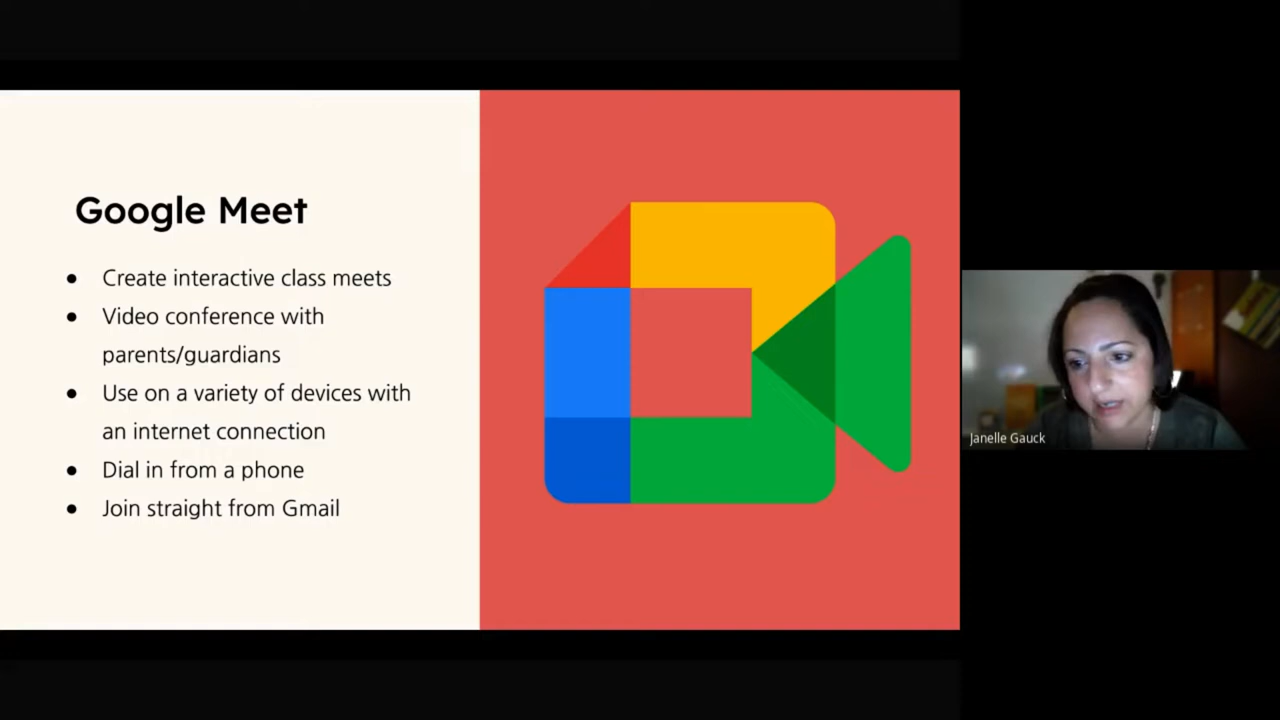 Google Meet
● Create interactive class meets
● Video conference with
parents/guardians
● Use on a variety of devices with
an internet connection
● Dial in from a phone
● Join straight from Gmail
Janelle Gauck